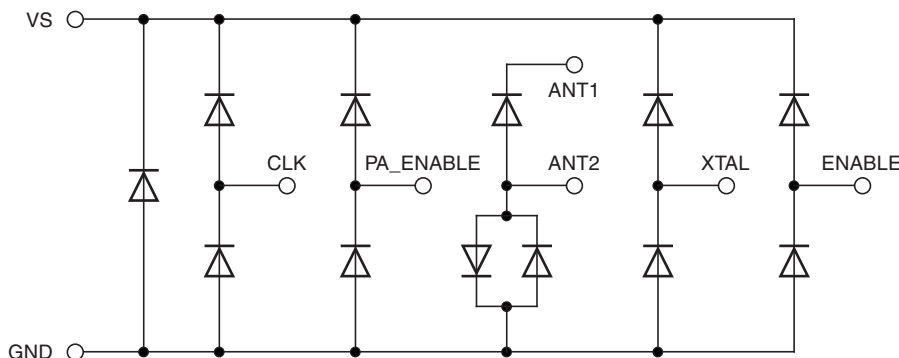 VS
ANT1
CLK
PA_ENABLE
ANT2
XTAL
ENABLE
GND